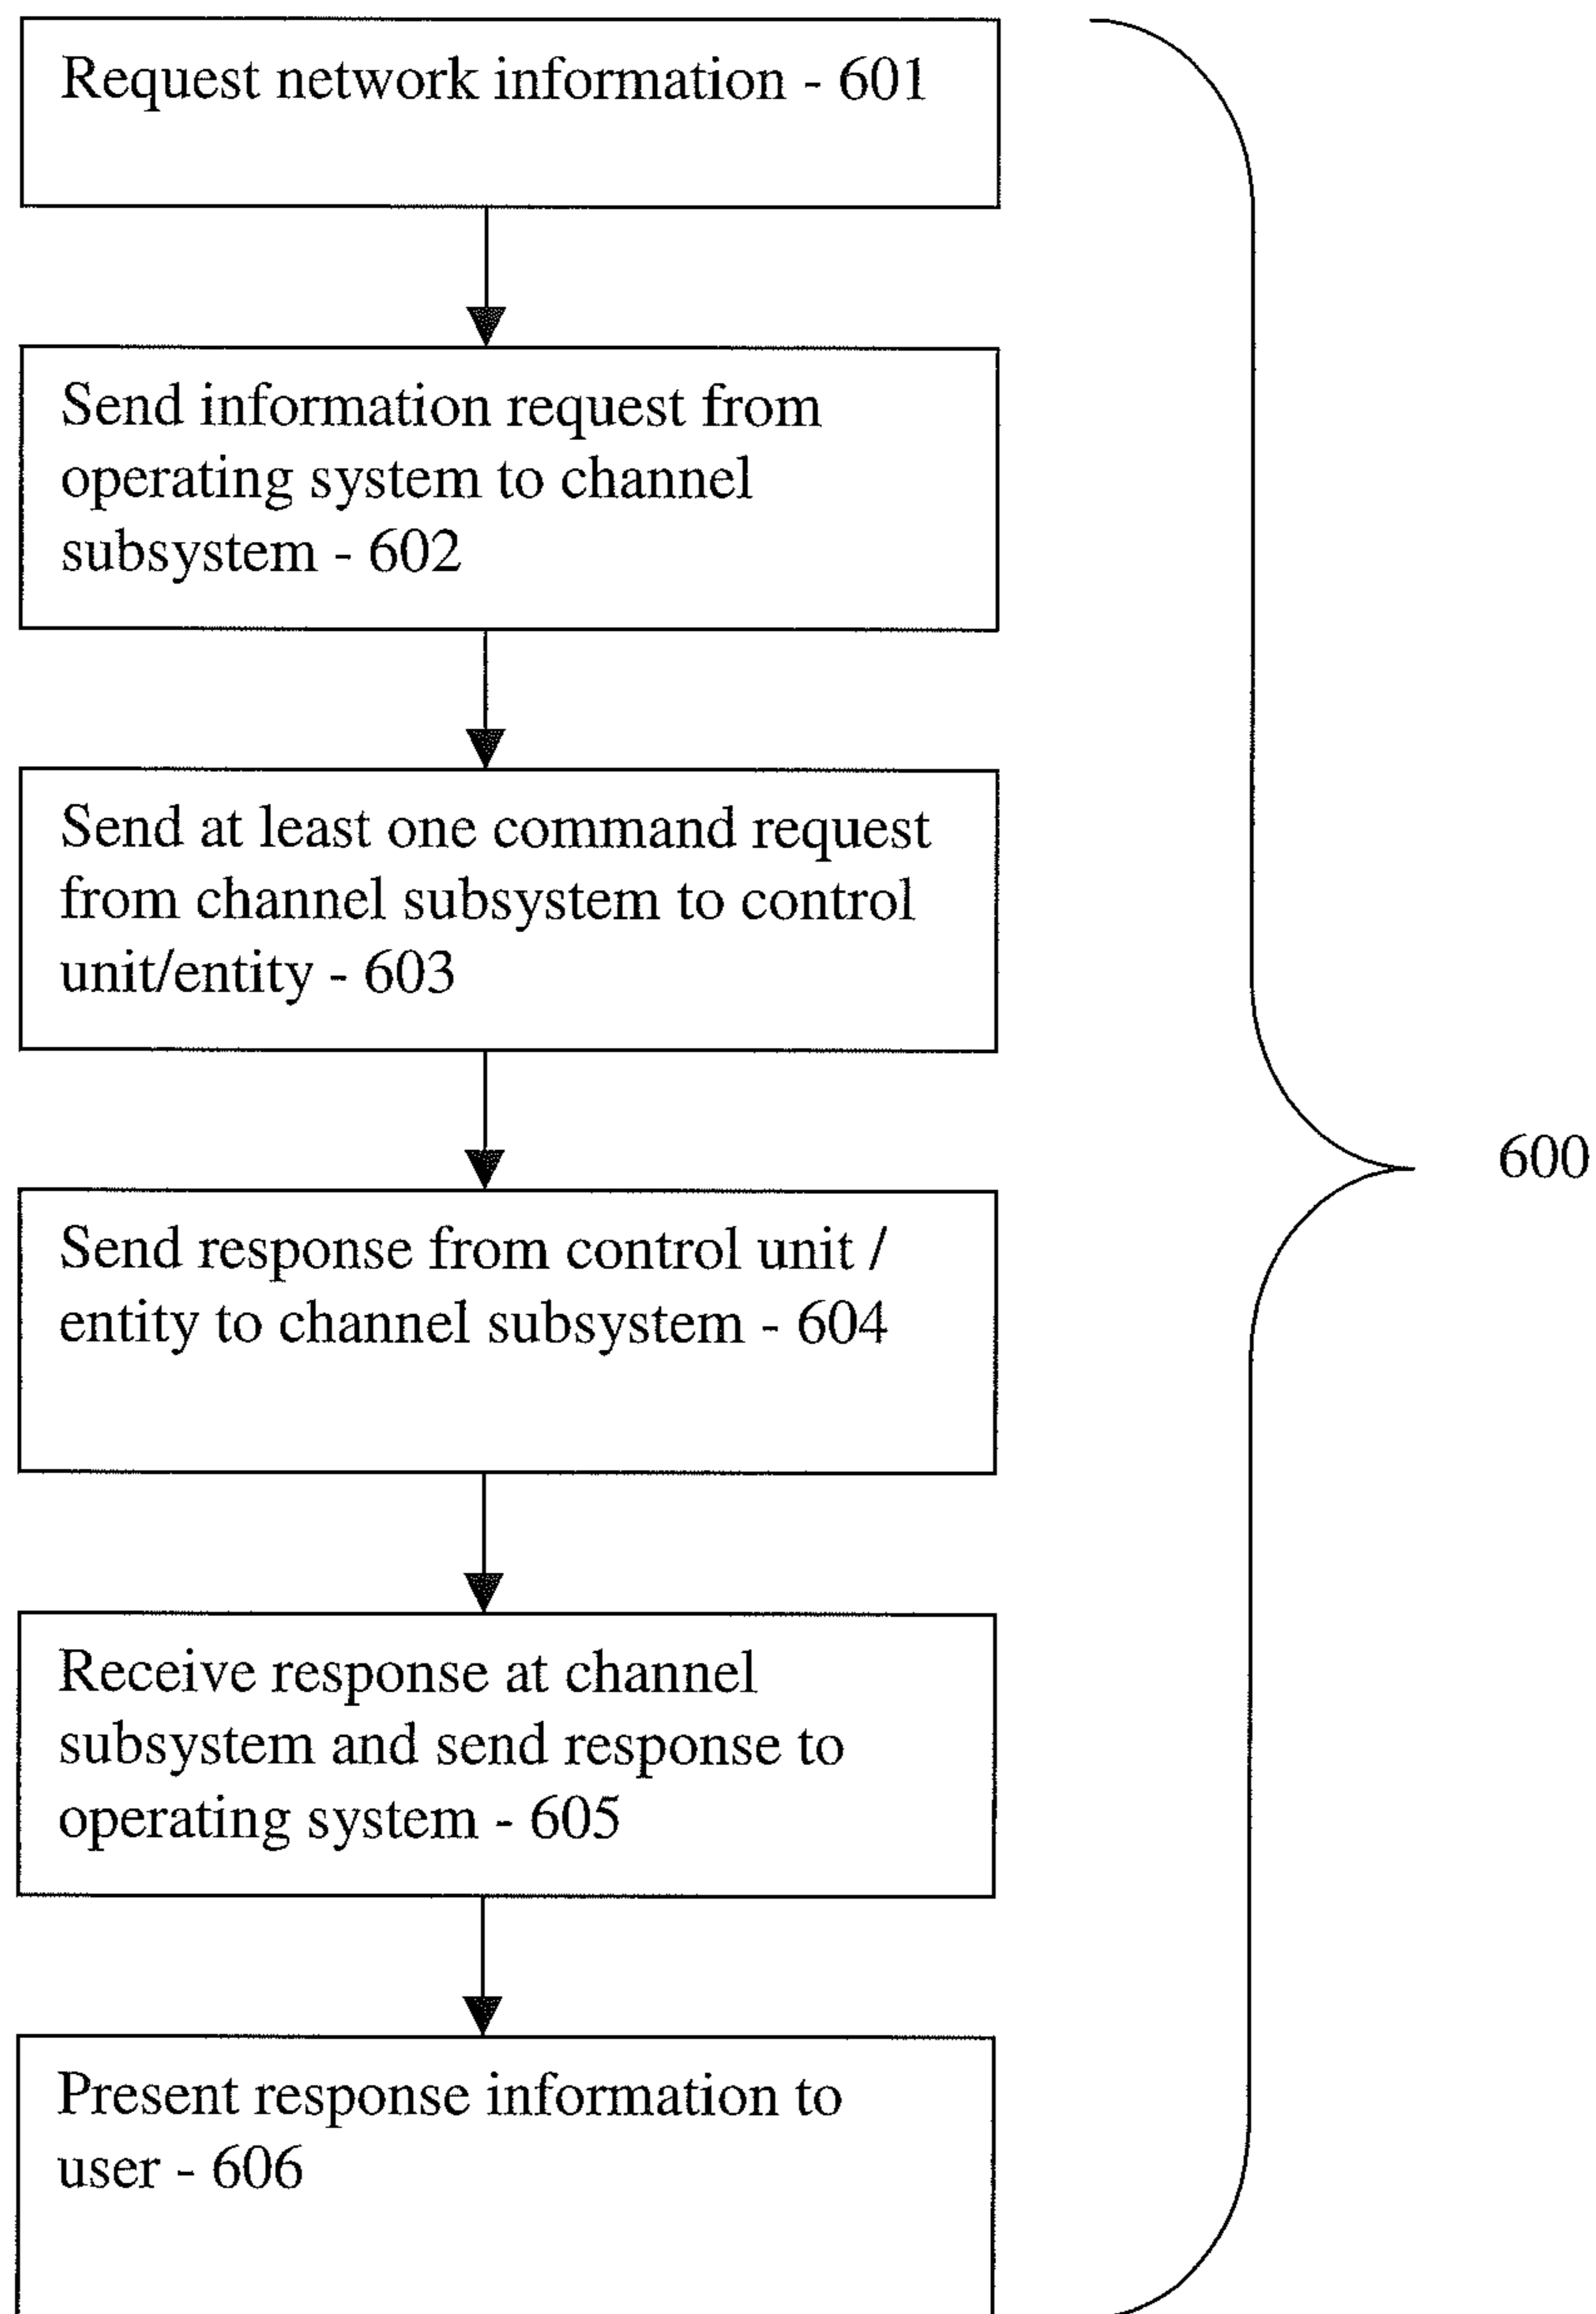 Request network information - 601
Send information request from
operating system to channel
subsystem - 602
Send at least one command request
from channel subsystem to control
unit/entity - 603
Send response from control unit /
entity to channel subsystem - 604
Receive response at channel
subsystem and send response to
operating system - 605
Present response information to
user - 606
600